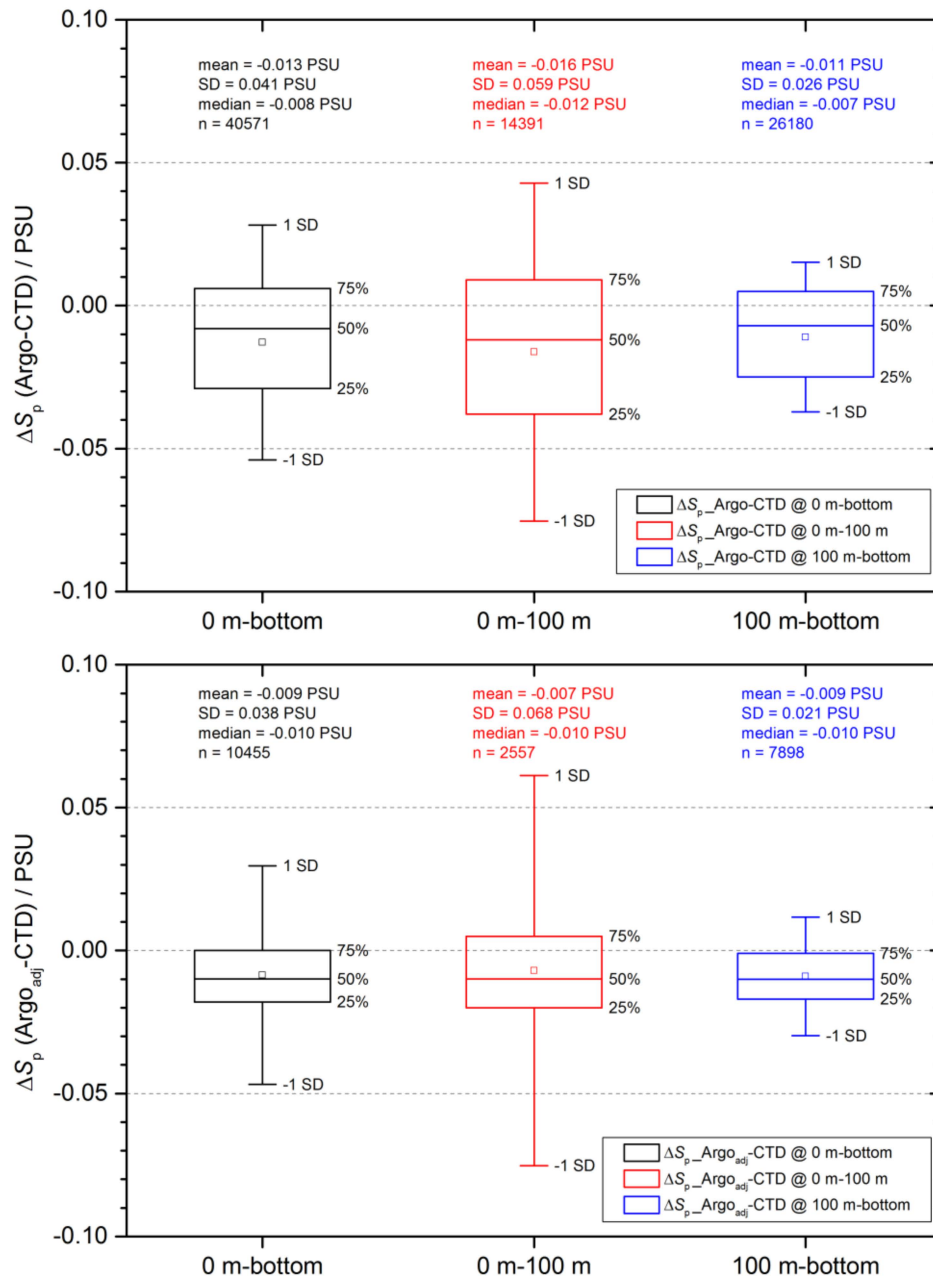 0.10
mean = -0.013 PSU
SD = 0.041 PSU
median = -0.008 PSU
n = 40571
mean = -0.016 PSU
SD = 0.059 PSU
median = -0.012 PSU
n = 14391
mean = -0.011 PSU
SD = 0.026 PSU
median = -0.007 PSU
n = 26180
0.05
0.00
-0.05
-0.10
ΔSp (Argo-CTD) / PSU
1 SD
75%
50%
25%
-1 SD
1 SD
75%
50%
25%
-1 SD
1 SD
75%
50%
25%
-1 SD
ΔSp_Argo-CTD @ 0 m-bottom
ΔSp_Argo-CTD @ 0 m-100 m
ΔSp_Argo-CTD @ 100 m-bottom
0 m-bottom
0 m-100 m
100 m-bottom
0.10
mean = -0.009 PSU
SD = 0.038 PSU
median = -0.010 PSU
n = 10455
mean = -0.007 PSU
SD = 0.068 PSU
median = -0.010 PSU
n = 2557
mean = -0.009 PSU
SD = 0.021 PSU
median = -0.010 PSU
n = 7898
0.05
0.00
-0.05
-0.10
ΔSp (Argoadj-CTD) / PSU
1 SD
75%
50%
25%
-1 SD
1 SD
75%
50%
25%
-1 SD
1 SD
75%
50%
25%
-1 SD
ΔSp_Argoadj-CTD @ 0 m-bottom
ΔSp_Argoadj-CTD @ 0 m-100 m
ΔSp_Argoadj-CTD @ 100 m-bottom
0 m-bottom
0 m-100 m
100 m-bottom